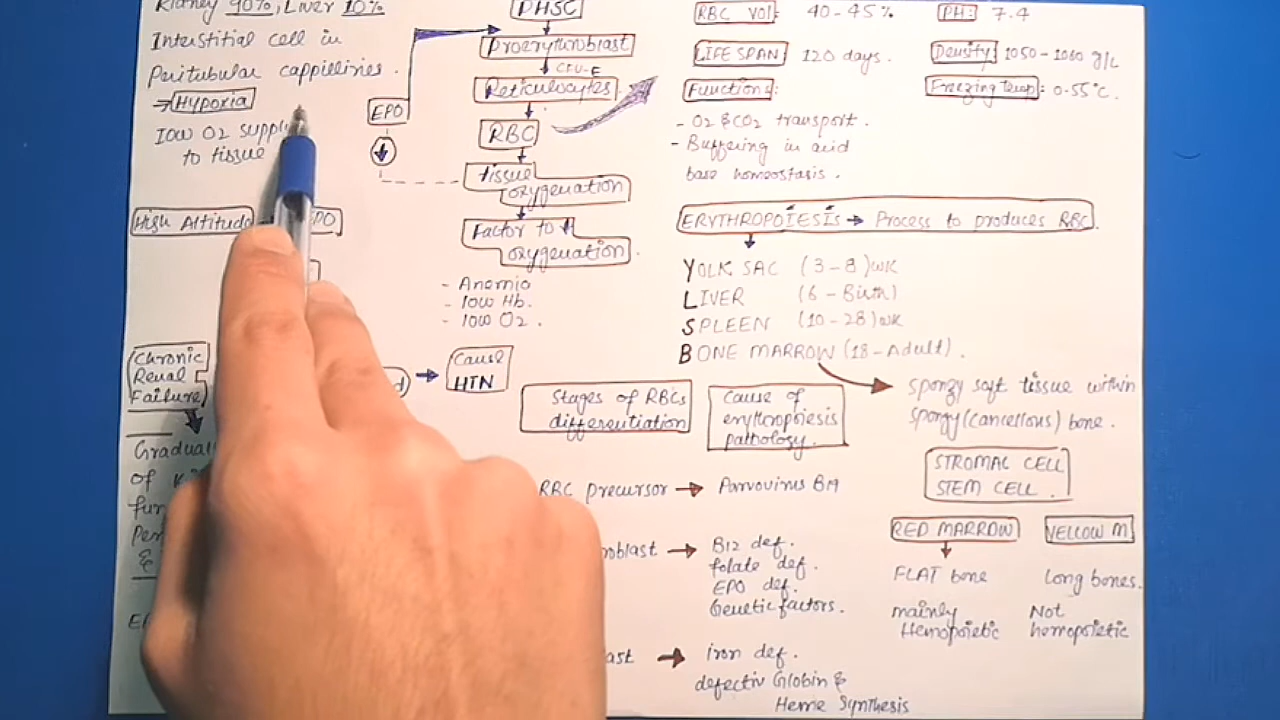 Kidney 90%, Liver 10%
Interstitial cell in
Peritubular cappilliries.
→ Hypoxia
low O2 supply
to tissue
High Altitude
Chronic
Renal
Failure
of
&
EPO
PHSC
Proerythroblast
CFU-E
Reticulocytes
RBC
tissue
oxygenation
Factor to ↓
oxygenation
- Anemia
- low Hb.
- low O2.
Cause
HTN
RBC Vol: 40-45%
LIFE SPAN 120 days.
Functions:
- O2 & CO2 transport.
- Buffering in acid
base homeostasis.
PH: 7.4
Density: 1050-1060 g/L
Freezing temp: 0.55°C.
ERYTHROPOIESIS → Process to produces RBC.
YOLK SAC (3-8)wk
LIVER (6-Birth)
SPLEEN (10-28)wk
BONE MARROW (18-Adult).
spongy soft tissue within
spongy (cancellous) bone.
STROMAL CELL
STEM CELL.
RED MARROW
FLAT bone
mainly
Hemopoietic
YELLOW M
Long bones.
Not
hemopoietic
Stages of RBCs
differentiation
Cause of
erythropoiesis
pathology.
RBC precursor → Parvovirus B19
→ B12 def.
folate def.
EPO def.
Genetic factors.
→ iron def.
defectiv Globin &
Heme Synthesis